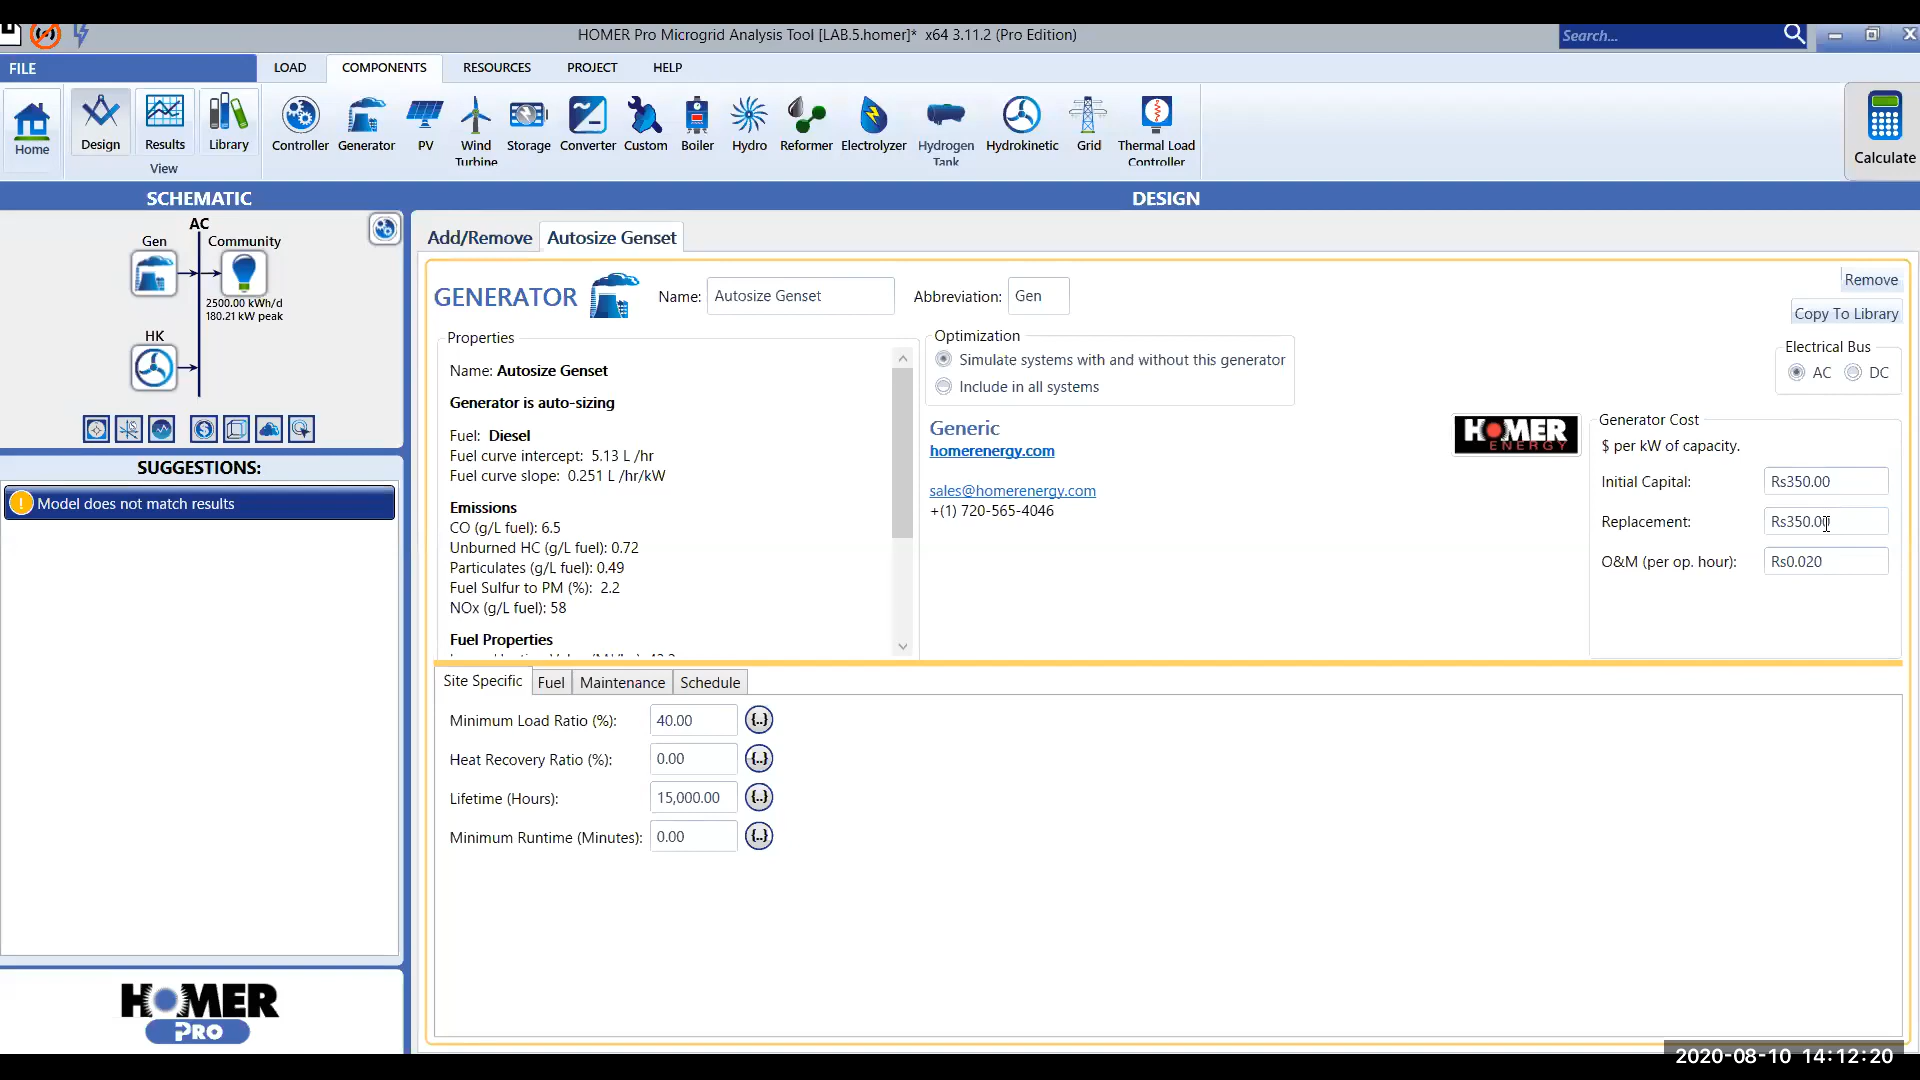 HOMER Pro Microgrid Analysis Tool [LAB.5.homer]* x64 3.11.2 (Pro Edition)
Search...
FILE
LOAD
COMPONENTS
RESOURCES
PROJECT
HELP
Home
Design
Results
Library
View
Controller
Generator
PV
Wind
Turbine
Storage
Converter
Custom
Boiler
Hydro
Reformer
Electrolyzer
Hydrogen
Tank
Hydrokinetic
Grid
Thermal Load
Controller
Calculate
SCHEMATIC
DESIGN
AC
Gen
Community
2500.00 kWh/d
180.21 kW peak
HK
SUGGESTIONS:
Model does not match results
HOMER
PRO
Add/Remove
Autosize Genset
GENERATOR
Name: Autosize Genset
Abbreviation: Gen
Remove
Copy To Library
Properties
Name: Autosize Genset
Generator is auto-sizing
Fuel: Diesel
Fuel curve intercept: 5.13 L /hr
Fuel curve slope: 0.251 L /hr/kW
Emissions
CO (g/L fuel): 6.5
Unburned HC (g/L fuel): 0.72
Particulates (g/L fuel): 0.49
Fuel Sulfur to PM (%): 2.2
NOx (g/L fuel): 58
Fuel Properties
Optimization
Simulate systems with and without this generator
Include in all systems
Generic
homerenergy.com
sales@homerenergy.com
+(1) 720-565-4046
HOMER
ENERGY
Electrical Bus
AC DC
Generator Cost
$ per kW of capacity.
Initial Capital: Rs350.00
Replacement: Rs350.00
O&M (per op. hour): Rs0.020
Site Specific
Fuel
Maintenance
Schedule
Minimum Load Ratio (%): 40.00 {..}
Heat Recovery Ratio (%): 0.00 {..}
Lifetime (Hours): 15,000.00 {..}
Minimum Runtime (Minutes): 0.00 {..}
2020-08-10 14:12:20